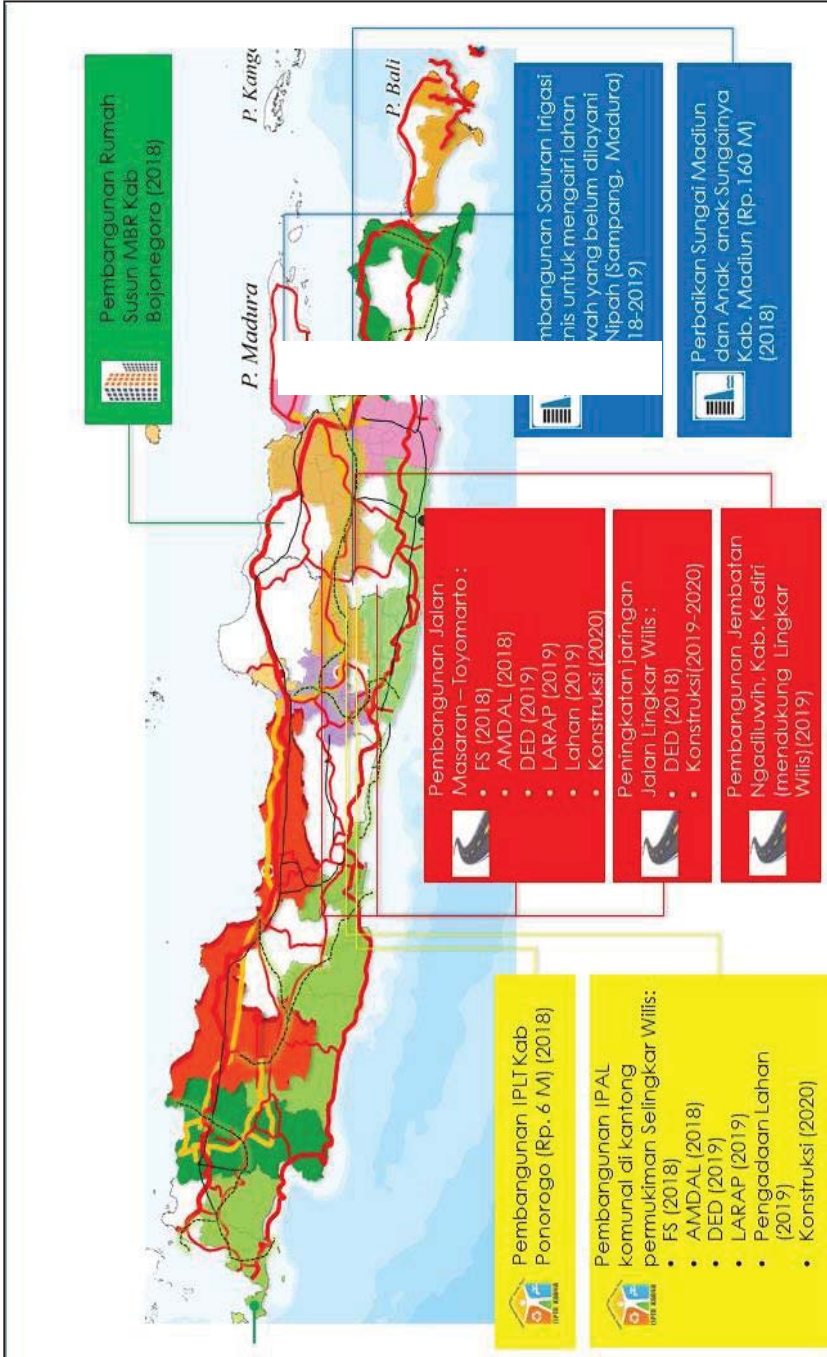 Pembangunan Rumah
Susun MBR Kab
Bojonegoro (2018)
P. Kang
P. Madura
P. Bali
mbangunan Saluran Irigasi
nis untuk mengairi lahan
wah yang belum dilayani
Nipah (Sampang, Madura)
18-2019)
Perbaikan Sungai Madiun
dan Anak anak Sungainya
Kab. Madiun (Rp.160 M)
(2018)
Pembangunan Jalan
Masaran – Toyomarto :
• FS (2018)
• AMDAL (2018)
• DED (2019)
• LARAP (2019)
• Lahan (2019)
• Konstruksi (2020)
Peningkatan jaringan
Jalan Lingkar Wilis :
• DED (2018)
• Konstruksi(2019-2020)
Pembangunan Jembatan
Ngadiluwih, Kab. Kediri
(mendukung Lingkar
Wilis)(2019)
Pembangunan IPLT Kab
Ponorogo (Rp. 6 M) (2018)
Pembangunan IPAL
komunal di kantong
permukiman Selingkar Wilis:
• FS (2018)
• AMDAL (2018)
• DED (2019)
• LARAP (2019)
• Pengadaan Lahan
(2019)
• Konstruksi (2020)